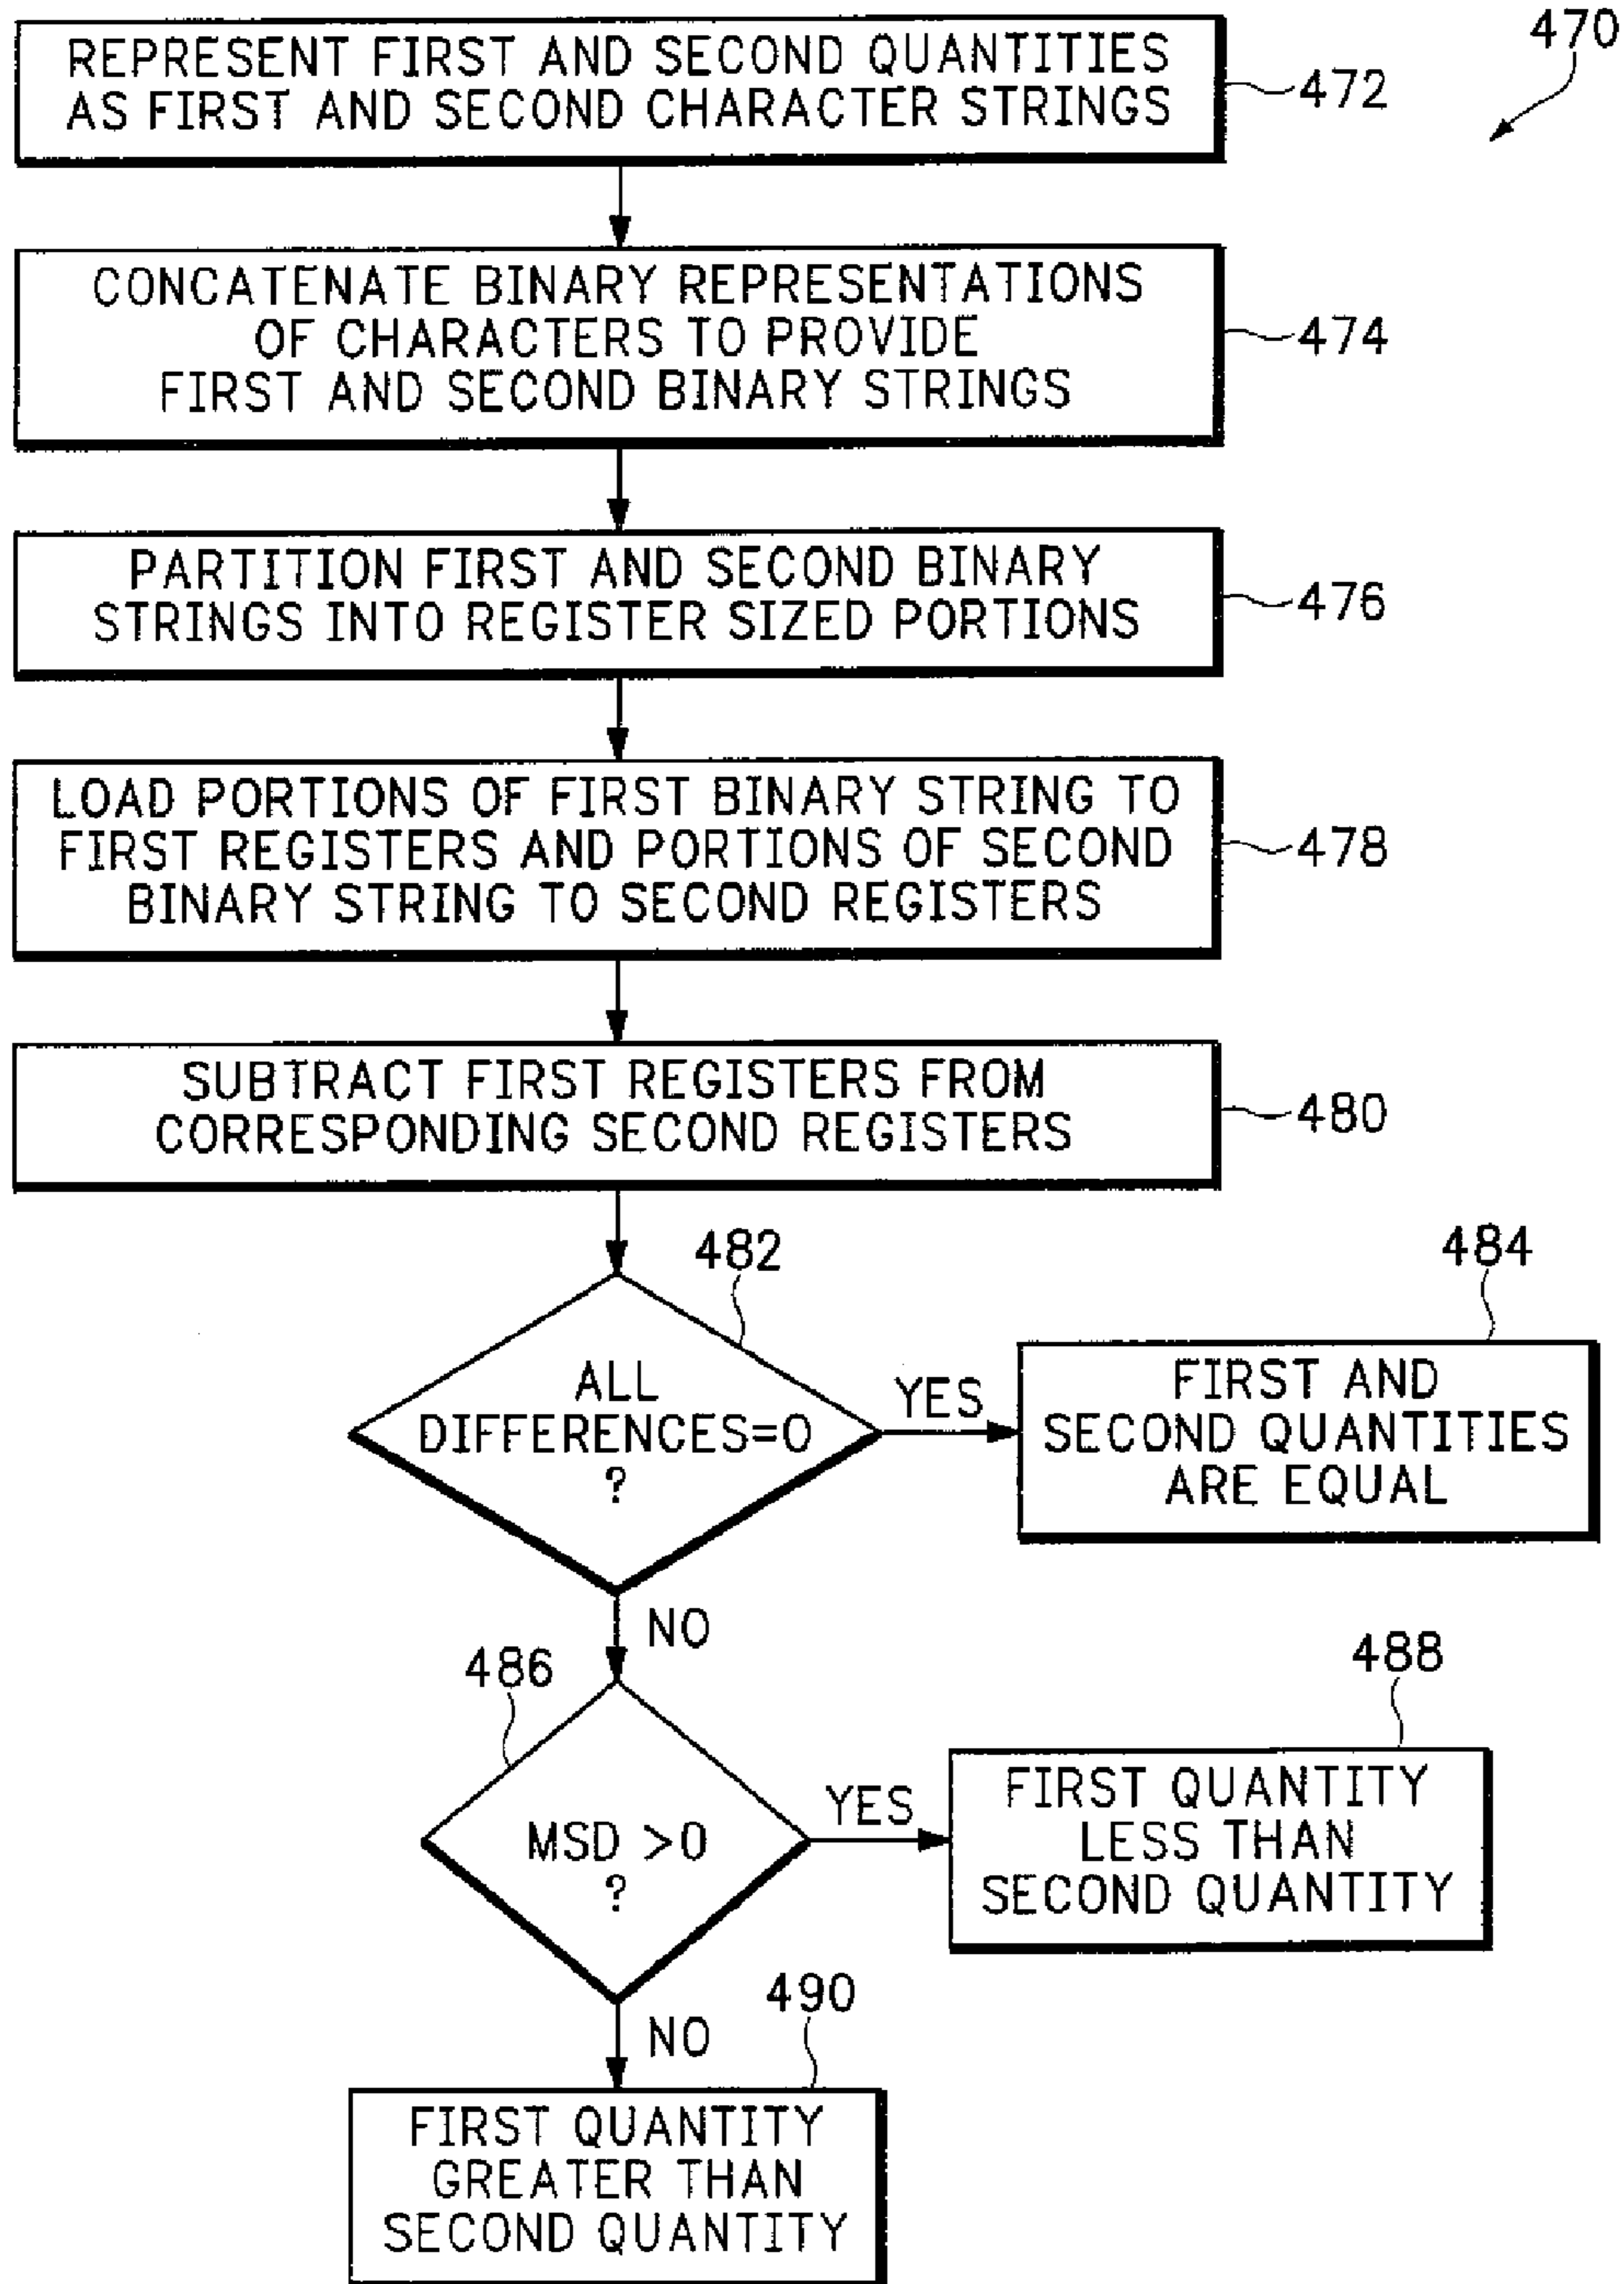 470
REPRESENT FIRST AND SECOND QUANTITIES
AS FIRST AND SECOND CHARACTER STRINGS
472
CONCATENATE BINARY REPRESENTATIONS
OF CHARACTERS TO PROVIDE
FIRST AND SECOND BINARY STRINGS
474
PARTITION FIRST AND SECOND BINARY
STRINGS INTO REGISTER SIZED PORTIONS
476
LOAD PORTIONS OF FIRST BINARY STRING TO
FIRST REGISTERS AND PORTIONS OF SECOND
BINARY STRING TO SECOND REGISTERS
478
SUBTRACT FIRST REGISTERS FROM
CORRESPONDING SECOND REGISTERS
480
482
ALL
DIFFERENCES=0
?
YES
484
FIRST AND
SECOND QUANTITIES
ARE EQUAL
NO
486
MSD >0
?
YES
488
FIRST QUANTITY
LESS THAN
SECOND QUANTITY
NO
490
FIRST QUANTITY
GREATER THAN
SECOND QUANTITY